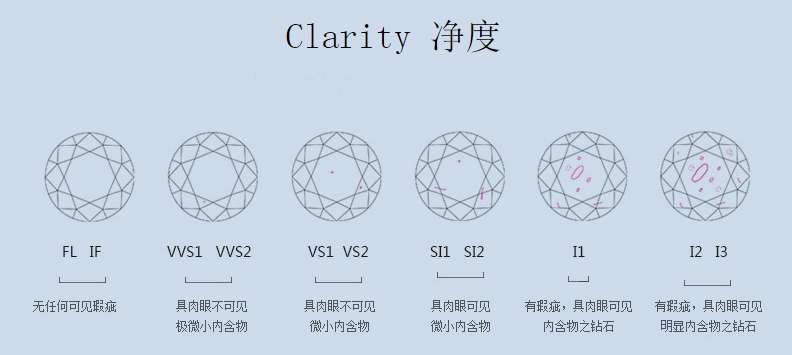 Clarity 净度
FL IF
VVS1 VVS2
VS1 VS2
SI1 SI2
I1
I2 I3
无任何可见瑕疵
具肉眼不可见
极微小内含物
具肉眼不可见
微小内含物
具肉眼可见
微小内含物
有瑕疵，具肉眼可见
内含物之钻石
有瑕疵，具肉眼可见
明显内含物之钻石